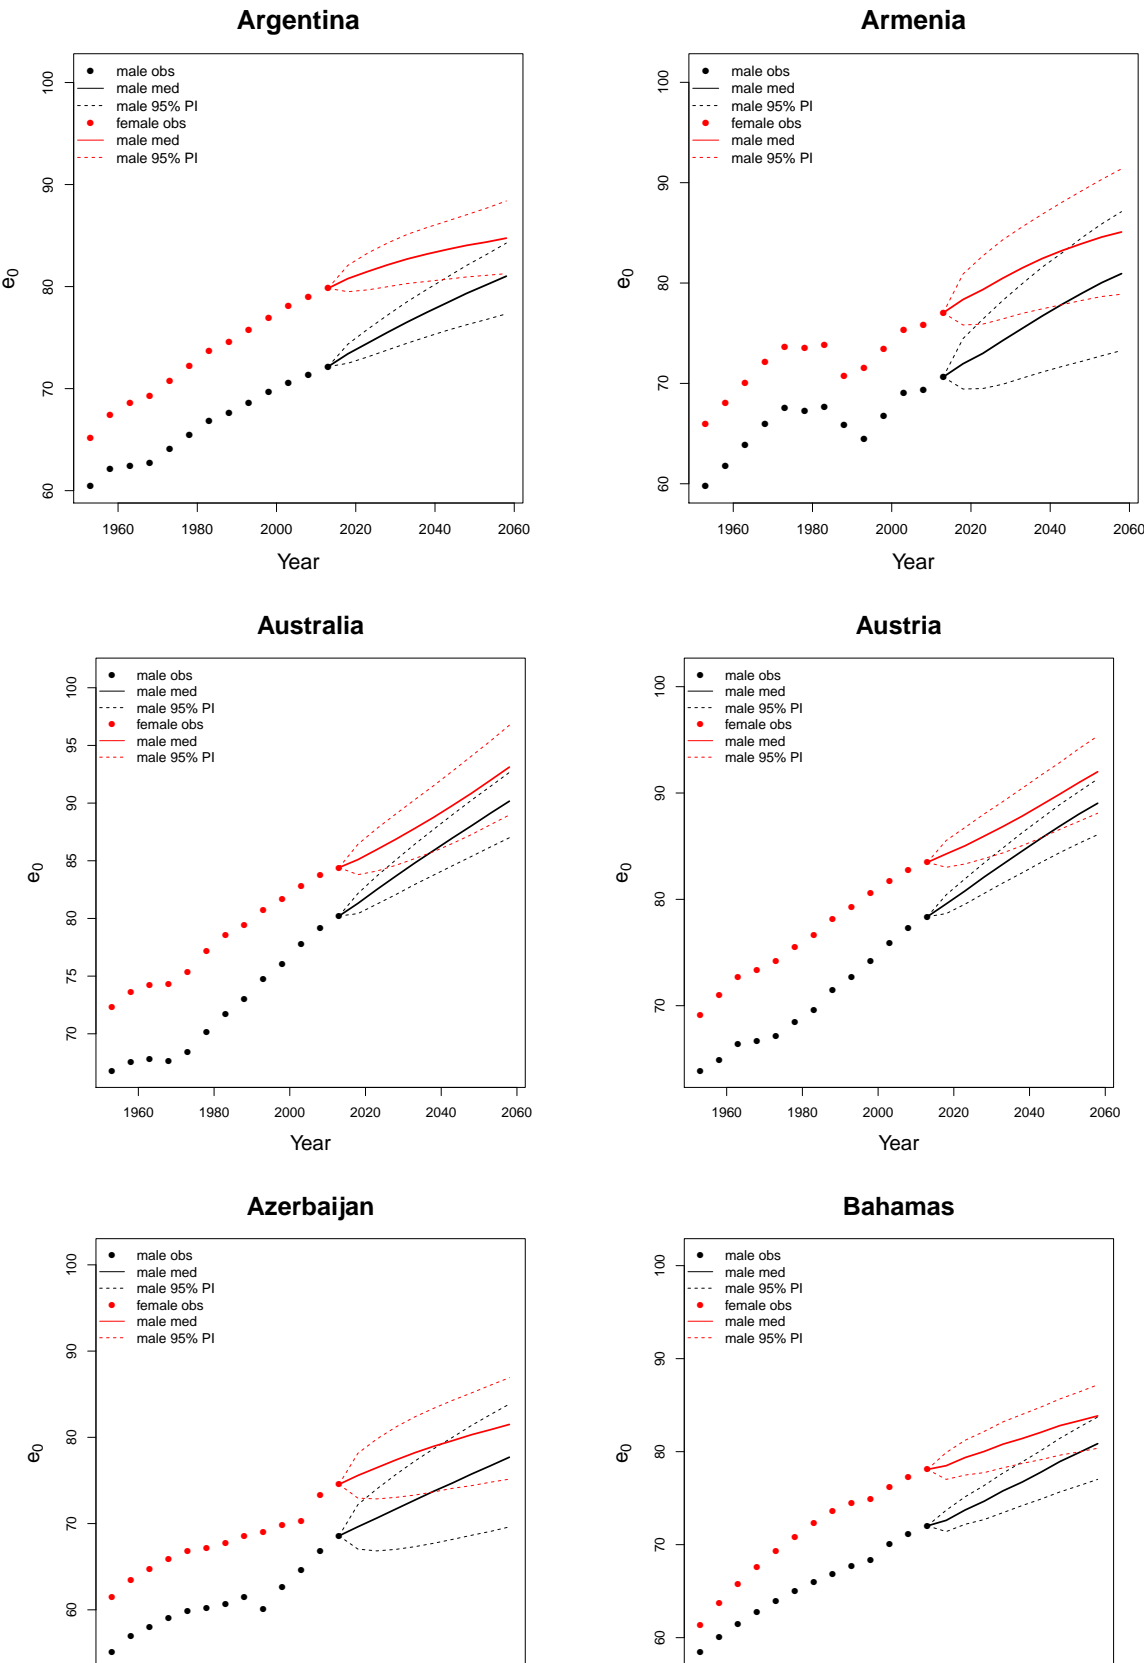 Argentina
male obs
male med
male 95% PI
female obs
male med
male 95% PI
100
90
80
70
60
e0
1960 1980 2000 2020 2040 2060
Year
Armenia
male obs
male med
male 95% PI
female obs
male med
male 95% PI
100
90
80
70
60
e0
1960 1980 2000 2020 2040 2060
Year
Australia
male obs
male med
male 95% PI
female obs
male med
male 95% PI
100
95
90
85
80
75
70
e0
1960 1980 2000 2020 2040 2060
Year
Austria
male obs
male med
male 95% PI
female obs
male med
male 95% PI
100
90
80
70
e0
1960 1980 2000 2020 2040 2060
Year
Azerbaijan
male obs
male med
male 95% PI
female obs
male med
male 95% PI
100
90
80
70
60
e0
Bahamas
male obs
male med
male 95% PI
female obs
male med
male 95% PI
100
90
80
70
60
e0